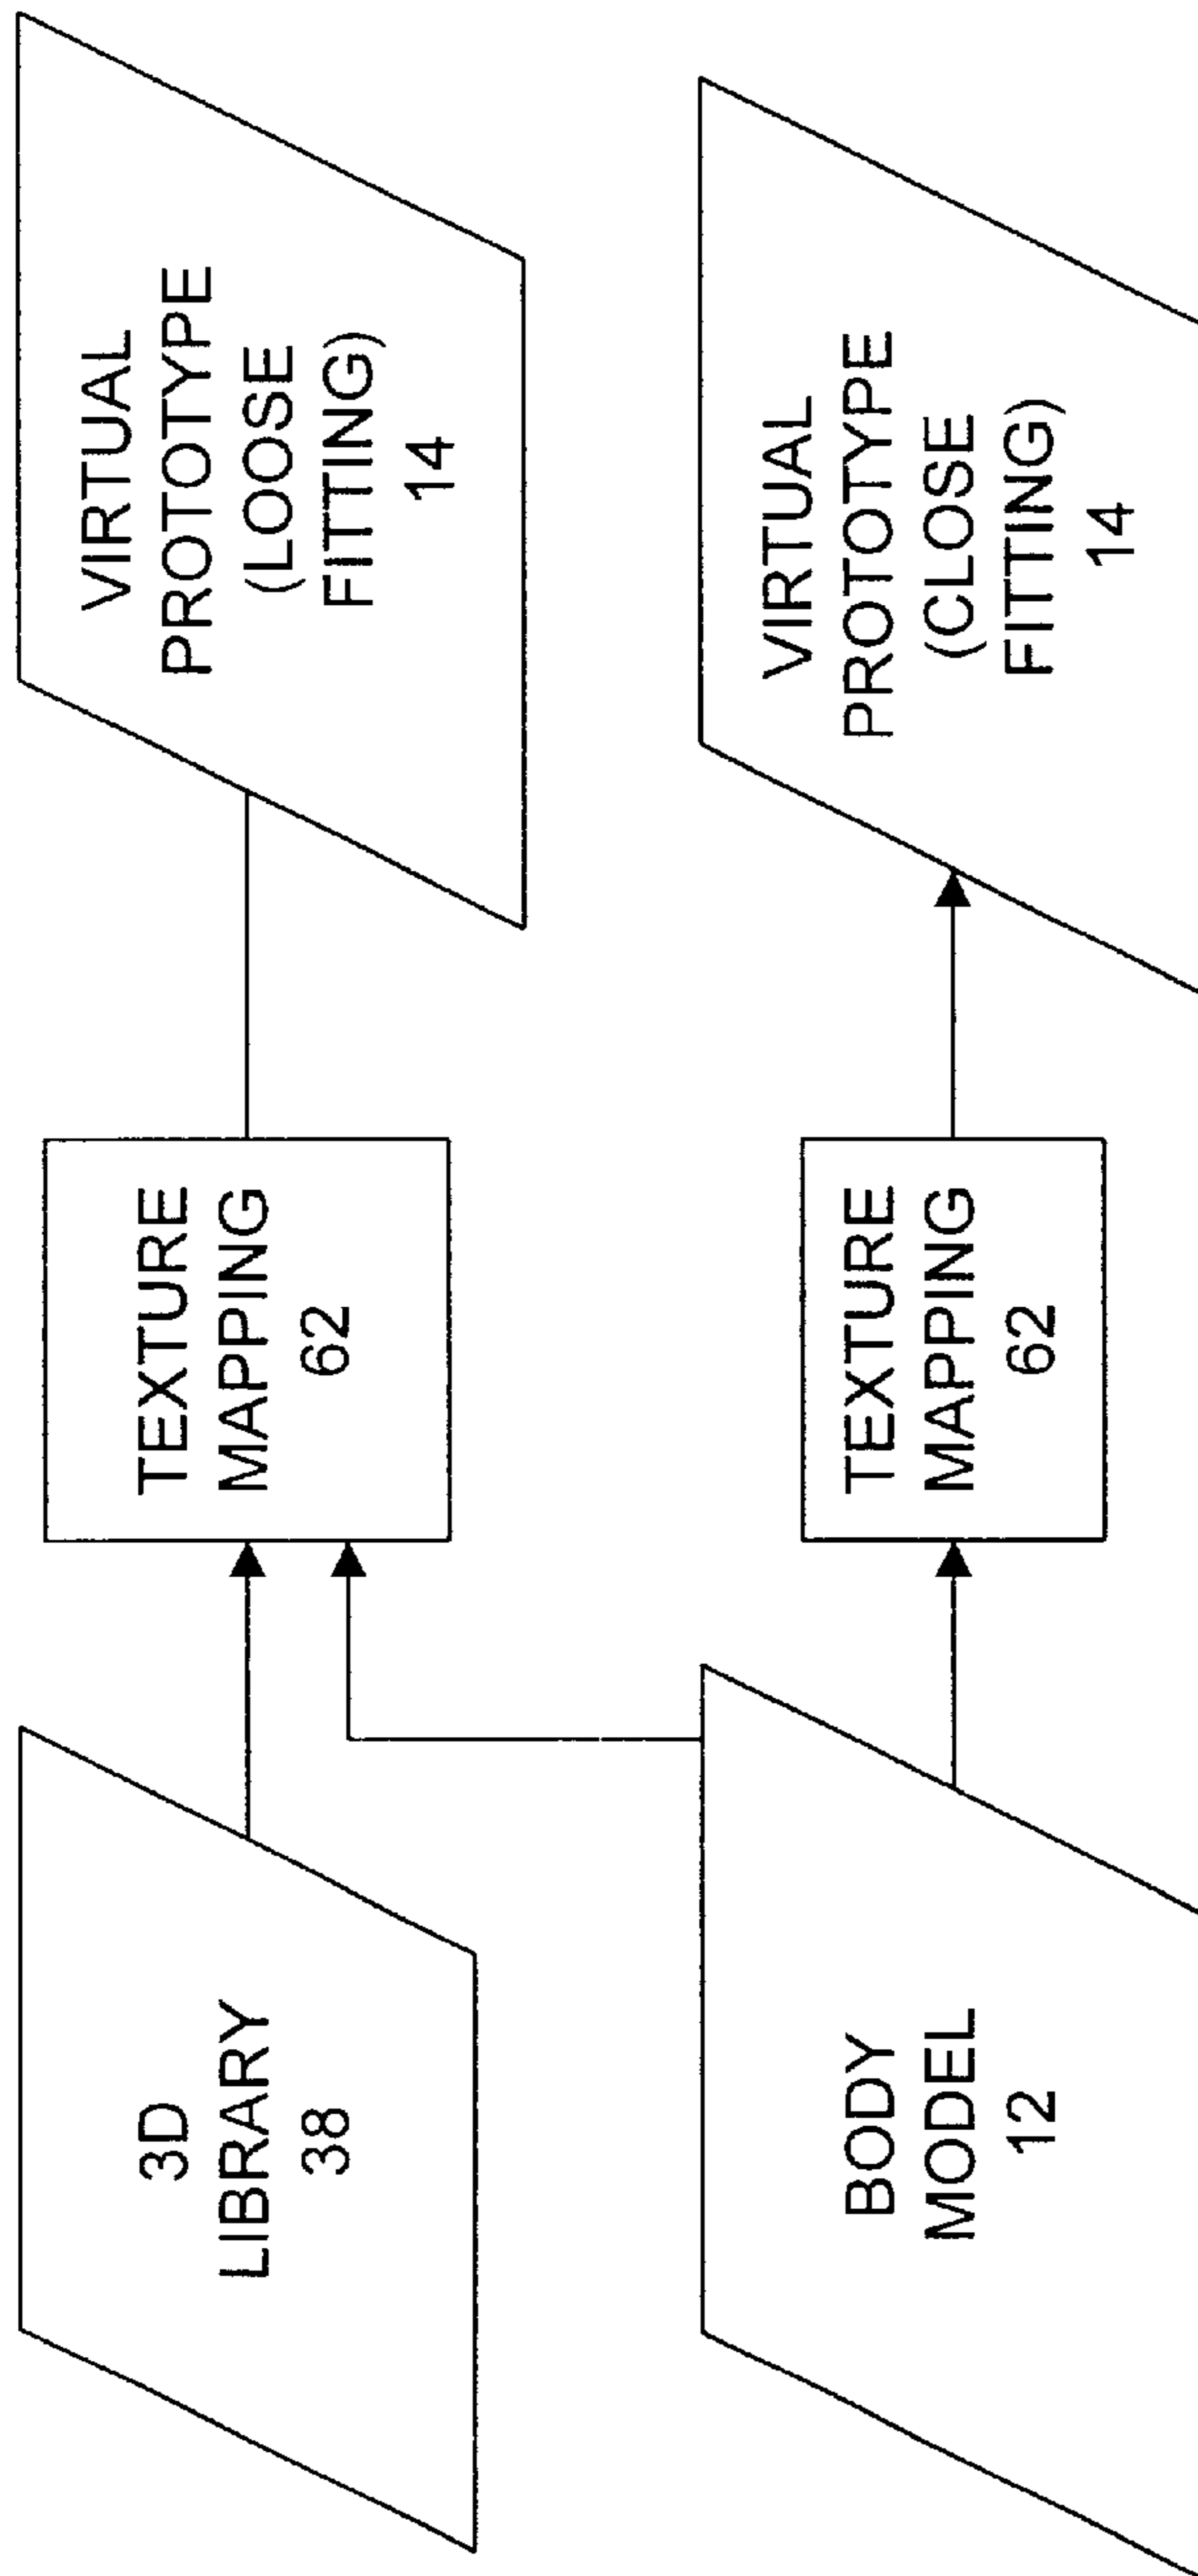 3D
LIBRARY
38
TEXTURE
MAPPING
62
VIRTUAL
PROTOTYPE
(LOOSE
FITTING)
14
BODY
MODEL
12
TEXTURE
MAPPING
62
VIRTUAL
PROTOTYPE
(CLOSE
FITTING)
14